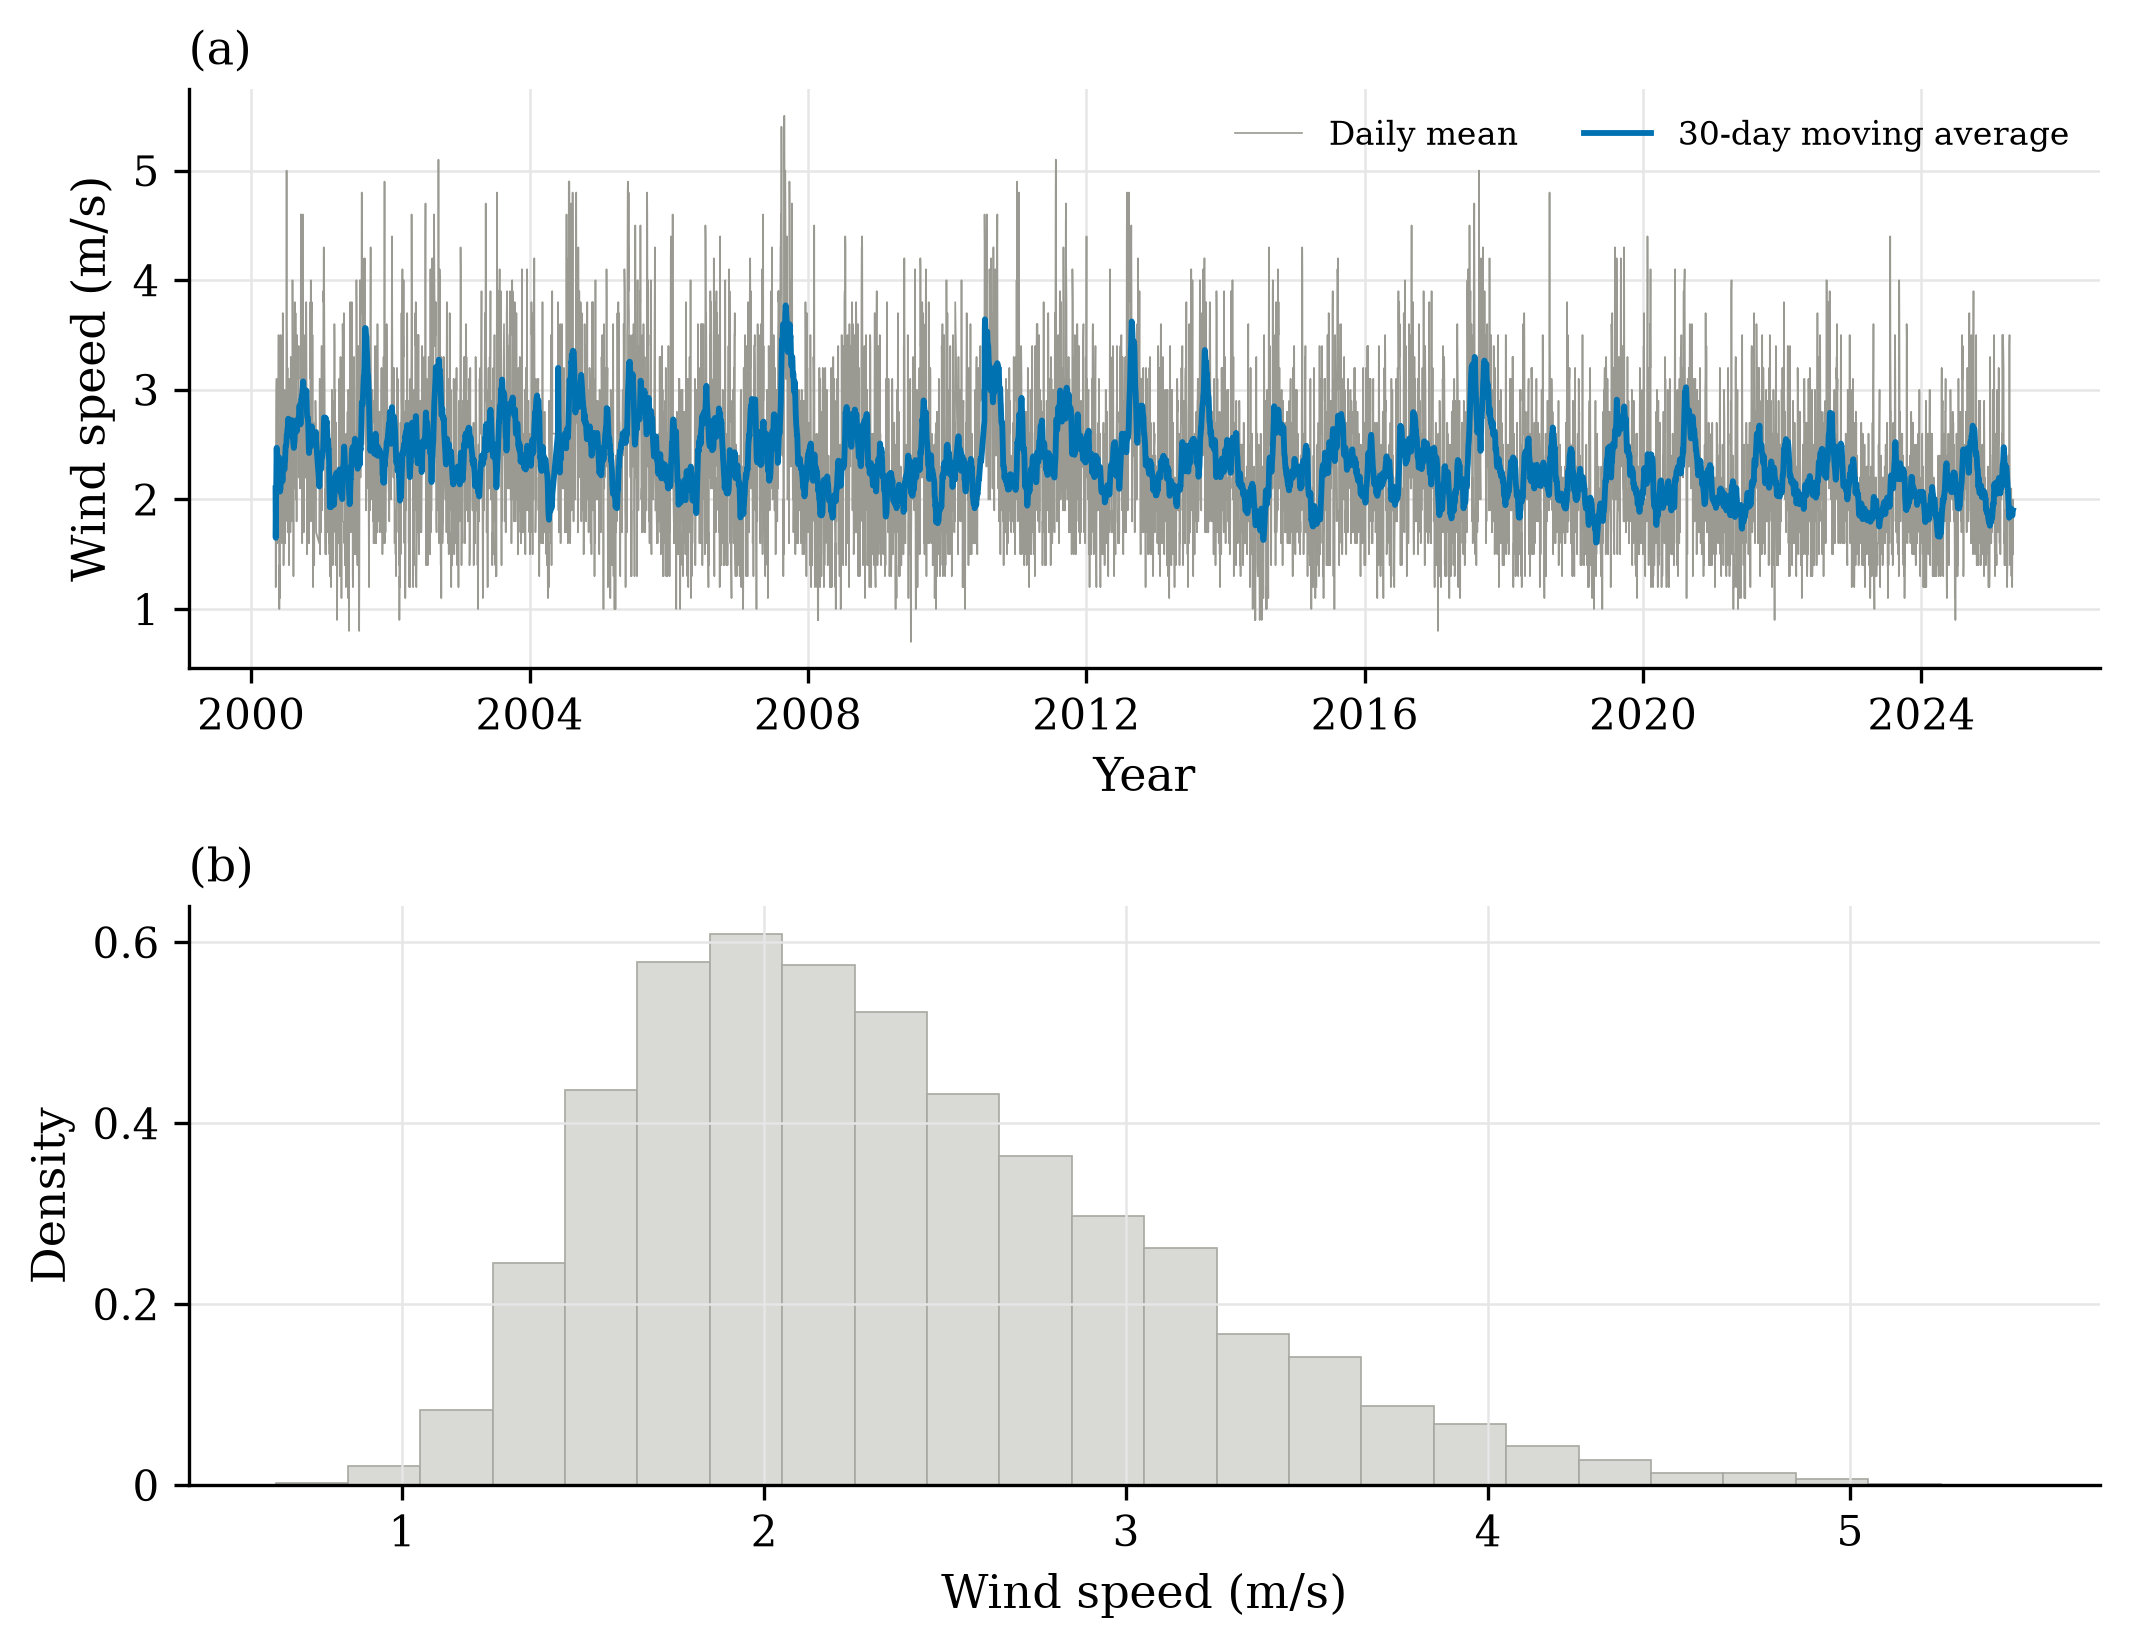 (a)
Daily mean
30-day moving average
Wind speed (m/s)
5
4
3
2
1
2000 2004 2008 2012 2016 2020 2024
Year
(b)
Density
0.6
0.4
0.2
0
1 2 3 4 5
Wind speed (m/s)